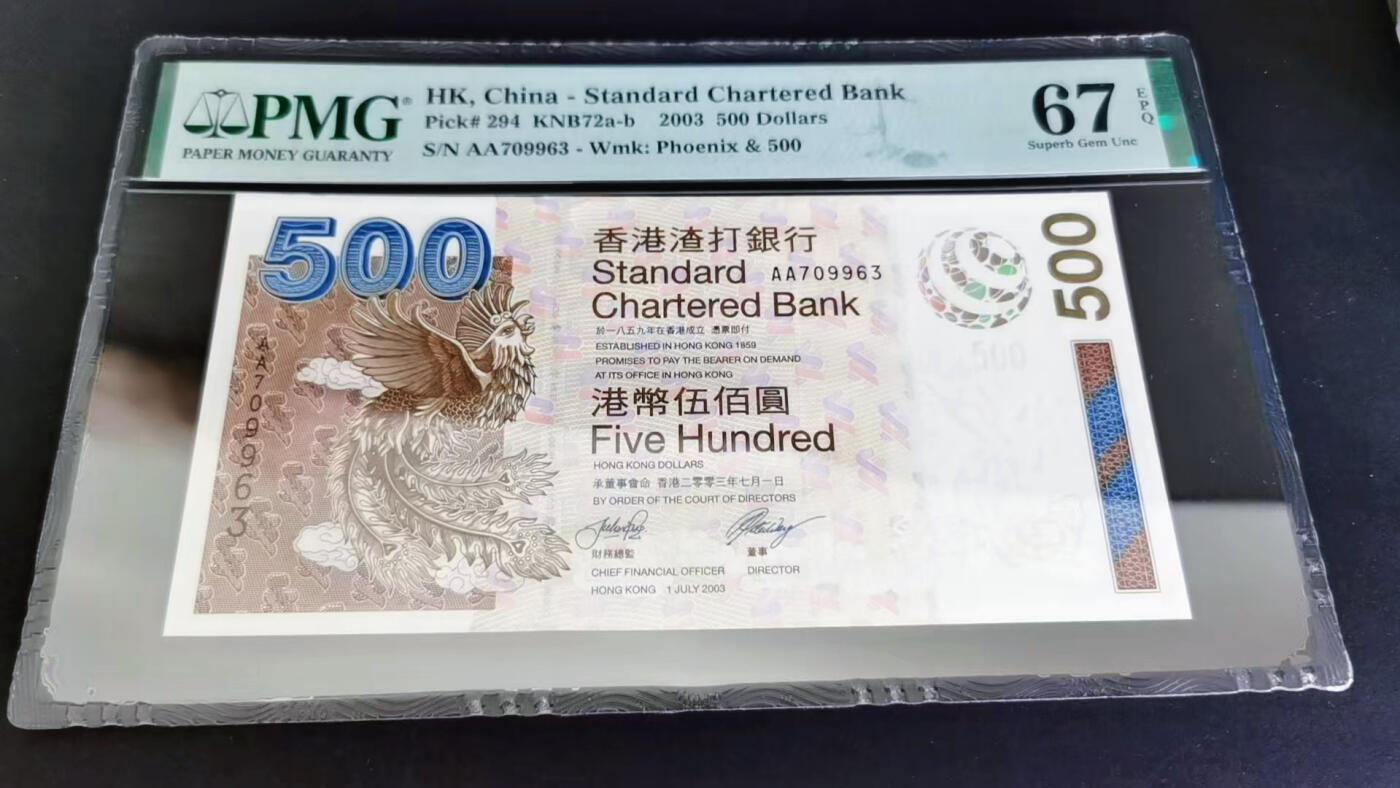 PMG
PAPER MONEY GUARANTY
HK, China - Standard Chartered Bank
Pick# 294 KNB72a-b 2003 500 Dollars
S/N AA709963 - Wmk: Phoenix & 500
67
EPQ
Superb Gem Unc
500
AA709963
香港渣打銀行
Standard AA709963
Chartered Bank
於一八五九年在香港成立 憑票即付
ESTABLISHED IN HONG KONG 1859
PROMISES TO PAY THE BEARER ON DEMAND
AT ITS OFFICE IN HONG KONG
港幣伍佰圓
Five Hundred
HONG KONG DOLLARS
承董事會命 香港二零零三年七月一日
BY ORDER OF THE COURT OF DIRECTORS
財務總監 董事
CHIEF FINANCIAL OFFICER DIRECTOR
HONG KONG 1 JULY 2003
500
500